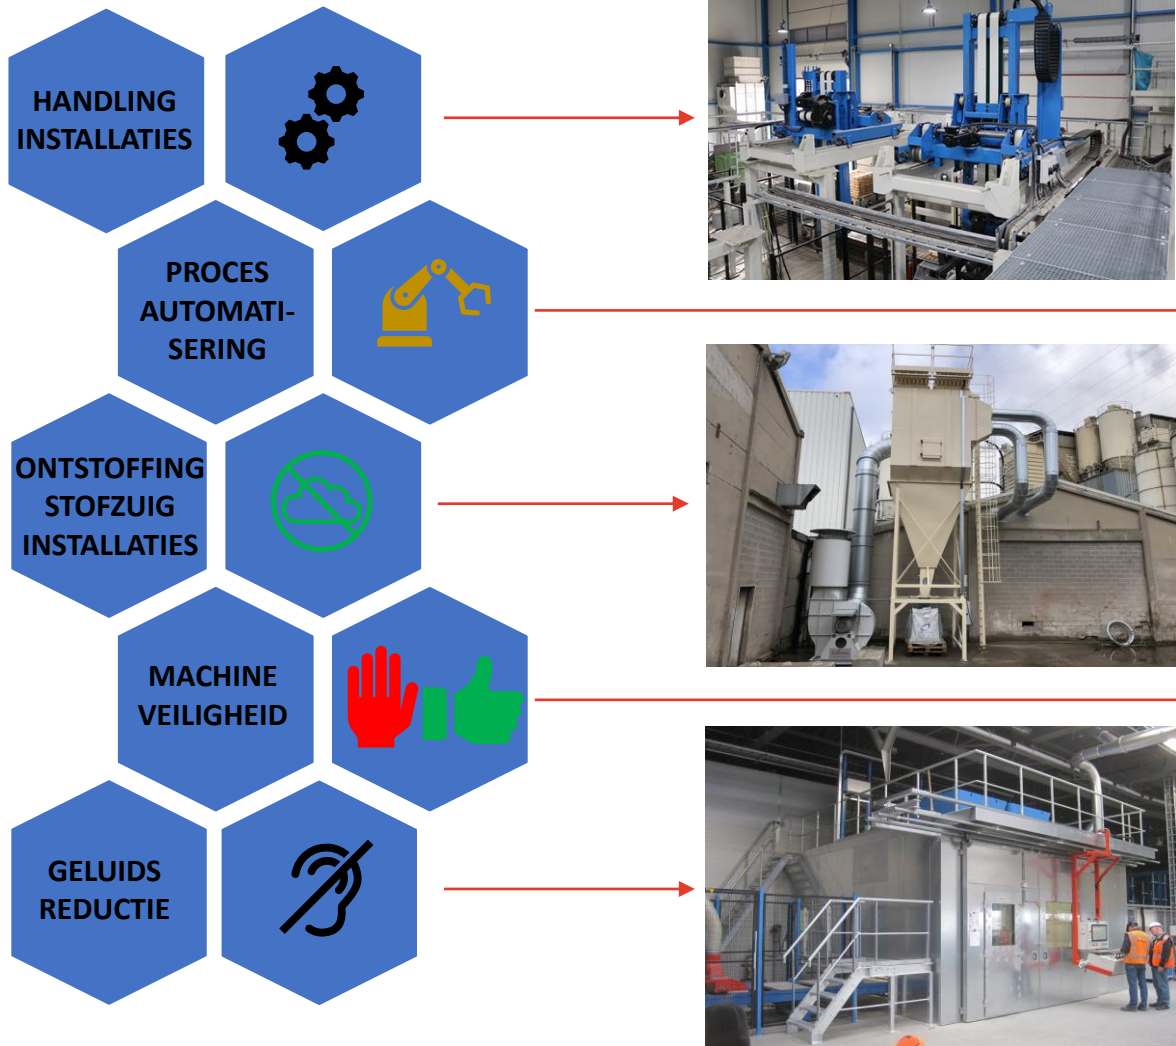 HANDLING
INSTALLATIES
PROCES
AUTOMATI-
SERING
ONTSTOFFING
STOFZUIG
INSTALLATIES
MACHINE
VEILIGHEID
GELUIDS
REDUCTIE